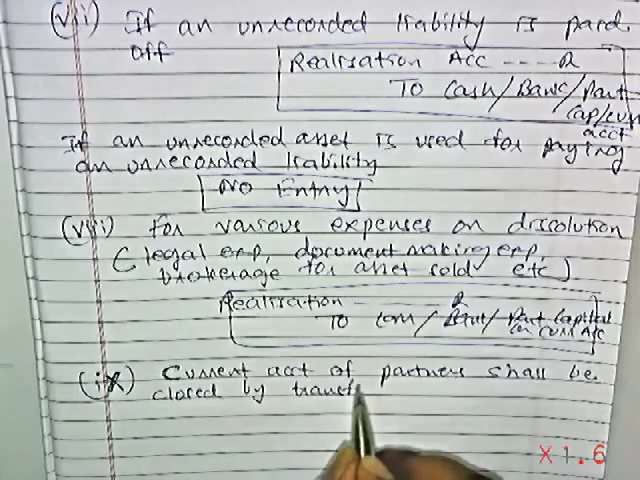 (vii) If an unrecorded liability is paid
off
Realisation Acc ---- Dr
To Cash/Bank/Part
Cap/curr
acct
If an unrecorded asset is used for paying
an unrecorded liability
No Entry
(viii) for various expenses on dissolution
(legal exp, document making exp,
brokerage for asset sold etc)
Realisation Dr
To Cash/Bank/Part Capital
or Curr A/c
(ix) Current acct of partners shall be
closed by transf
X1.6